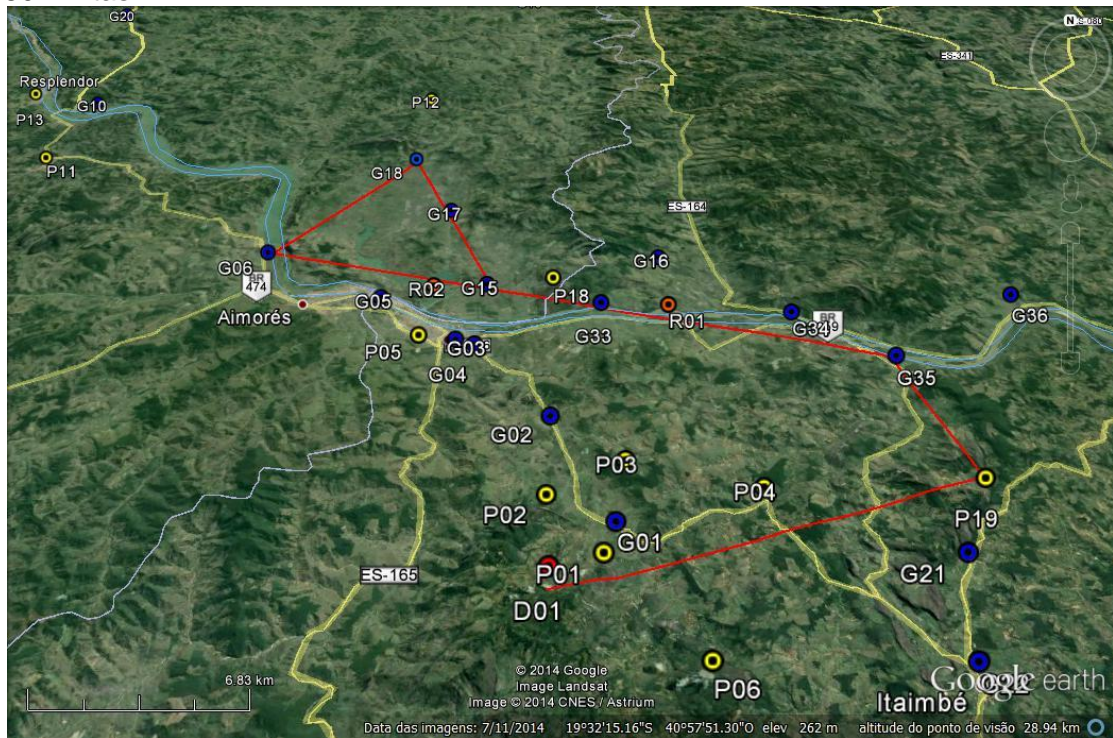 G20
ES-080
N
ES-341
Resplendor
G10
P12
P13
P11
G18
ES-164
G17
G06
BR
474
R02
G15
P18
G16
G05
Aimorés
G33
R01
G34
BR
G36
P05
G03
G04
G35
G02
P03
P02
P04
G01
P19
P01
G21
ES-165
D01
6.83 km
© 2014 Google
Image Landsat
Image © 2014 CNES / Astrium
P06
Google earth
Itaimbé
Data das imagens: 7/11/2014 19°32'15.16"S 40°57'51.30"O elev 262 m altitude do ponto de visão 28.94 km